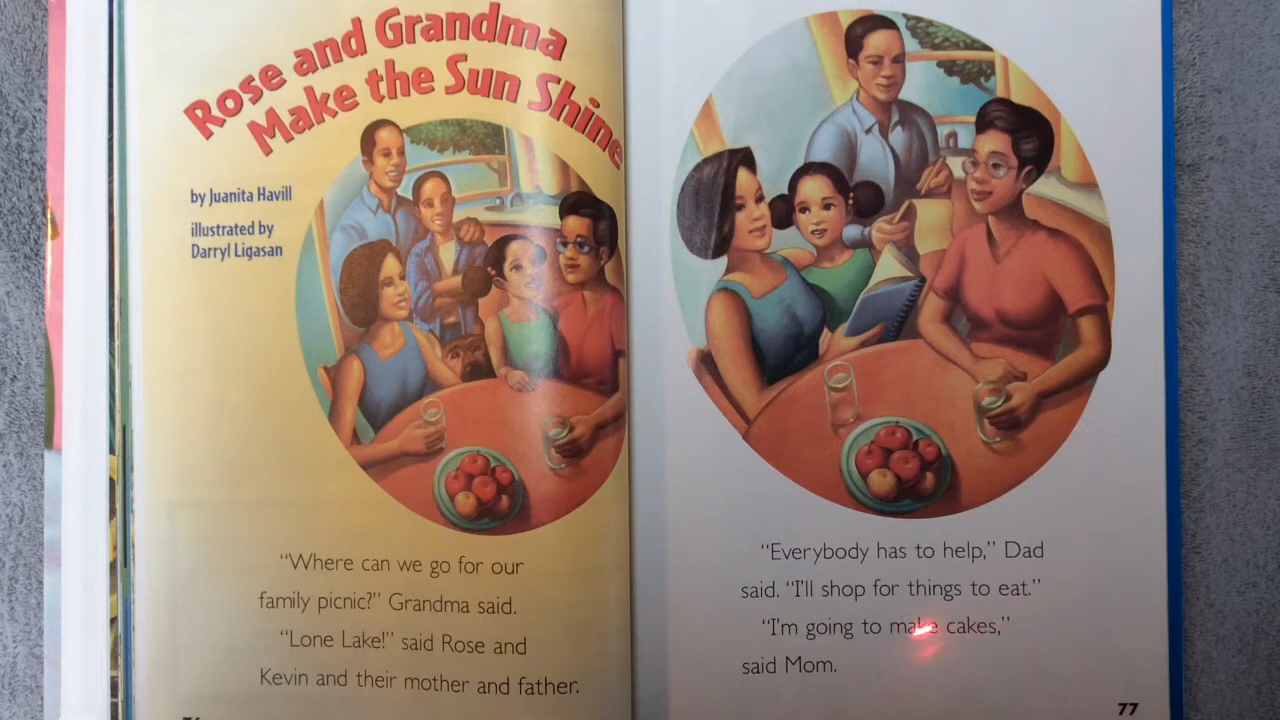 Rose and Grandma
Make the Sun Shine
by Juanita Havill
illustrated by
Darryl Ligasan
“Where can we go for our
family picnic?” Grandma said.
“Lone Lake!” said Rose and
Kevin and their mother and father.
“Everybody has to help,” Dad
said. “I'll shop for things to eat.”
“I'm going to make cakes,”
said Mom.
77